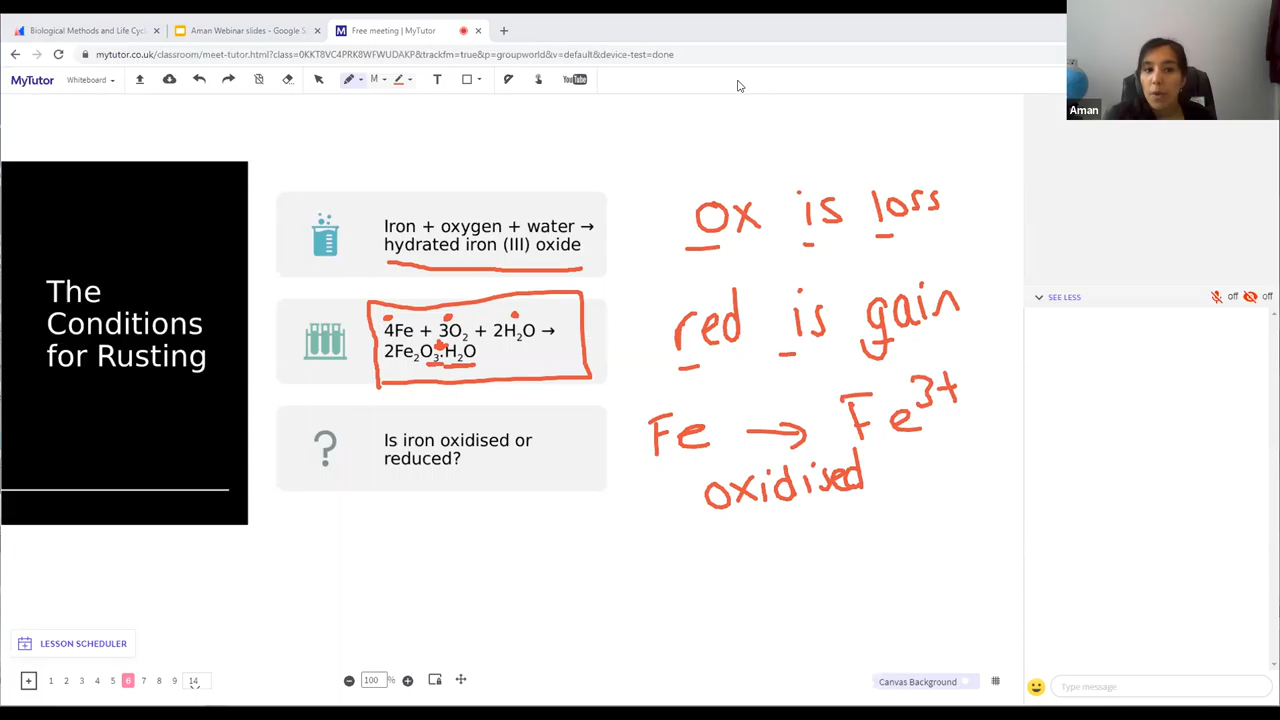 Biological Methods and Life Cyc
Aman Webinar slides - Google S
Free meeting | MyTutor
mytutor.co.uk/classroom/meet-tutor.html?class=0KKT8VC4PRK8WFWUDAKP&trackfm=true&p=groupworld&v=default&device-test=done
MyTutor
Whiteboard
M
T
YouTube
Aman
The
Conditions
for Rusting
Iron + oxygen + water →
hydrated iron (III) oxide
4Fe + 3O₂ + 2H₂O →
2Fe₂O₃.H₂O
Is iron oxidised or
reduced?
ox is loss
red is gain
Fe → Fe³⁺
oxidised
SEE LESS
off
off
LESSON SCHEDULER
1 2 3 4 5 6 7 8 9 14
100 %
Canvas Background
Type message